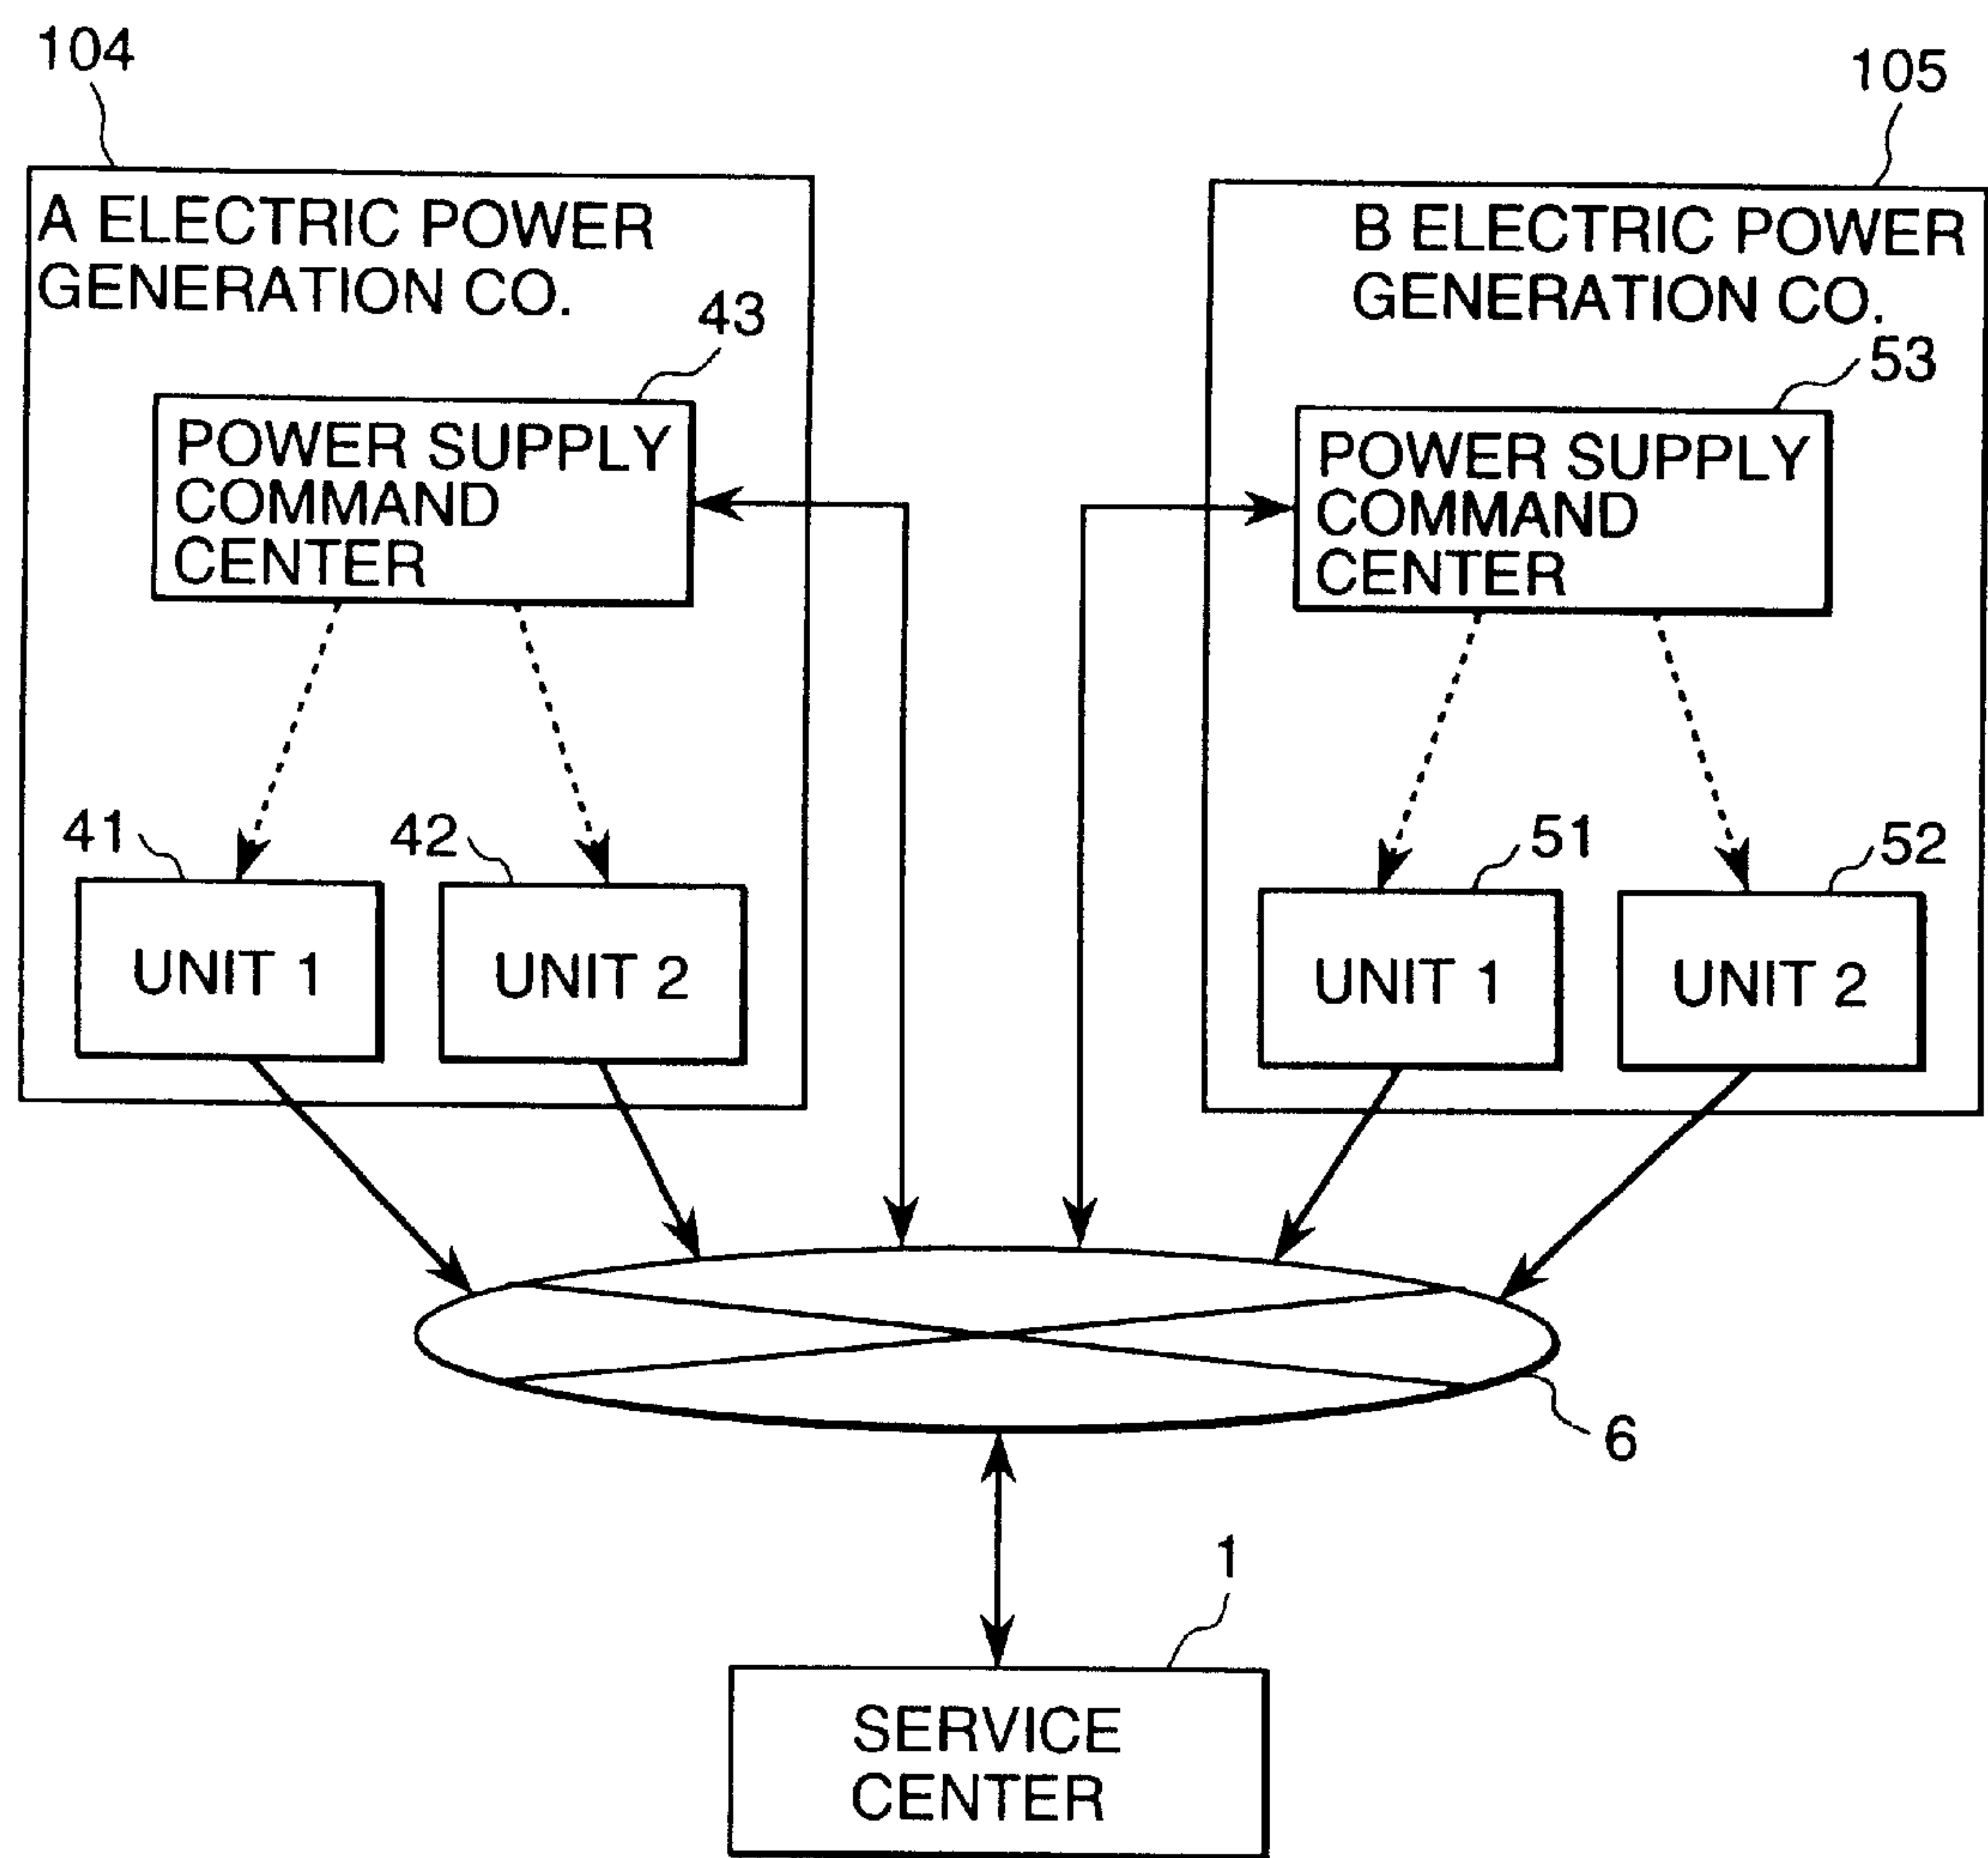 104
105
A ELECTRIC POWER
GENERATION CO.
B ELECTRIC POWER
GENERATION CO.
43
53
POWER SUPPLY
COMMAND
CENTER
POWER SUPPLY
COMMAND
CENTER
41
42
51
52
UNIT 1
UNIT 2
UNIT 1
UNIT 2
6
1
SERVICE
CENTER